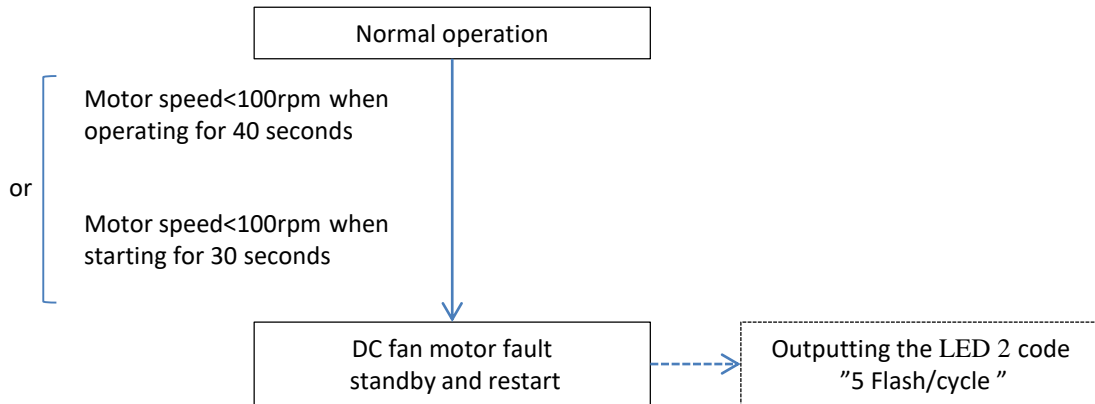 Normal operation
Motor speed<100rpm when
operating for 40 seconds
or
Motor speed<100rpm when
starting for 30 seconds
DC fan motor fault
standby and restart
Outputting the LED 2 code
”5 Flash/cycle ”